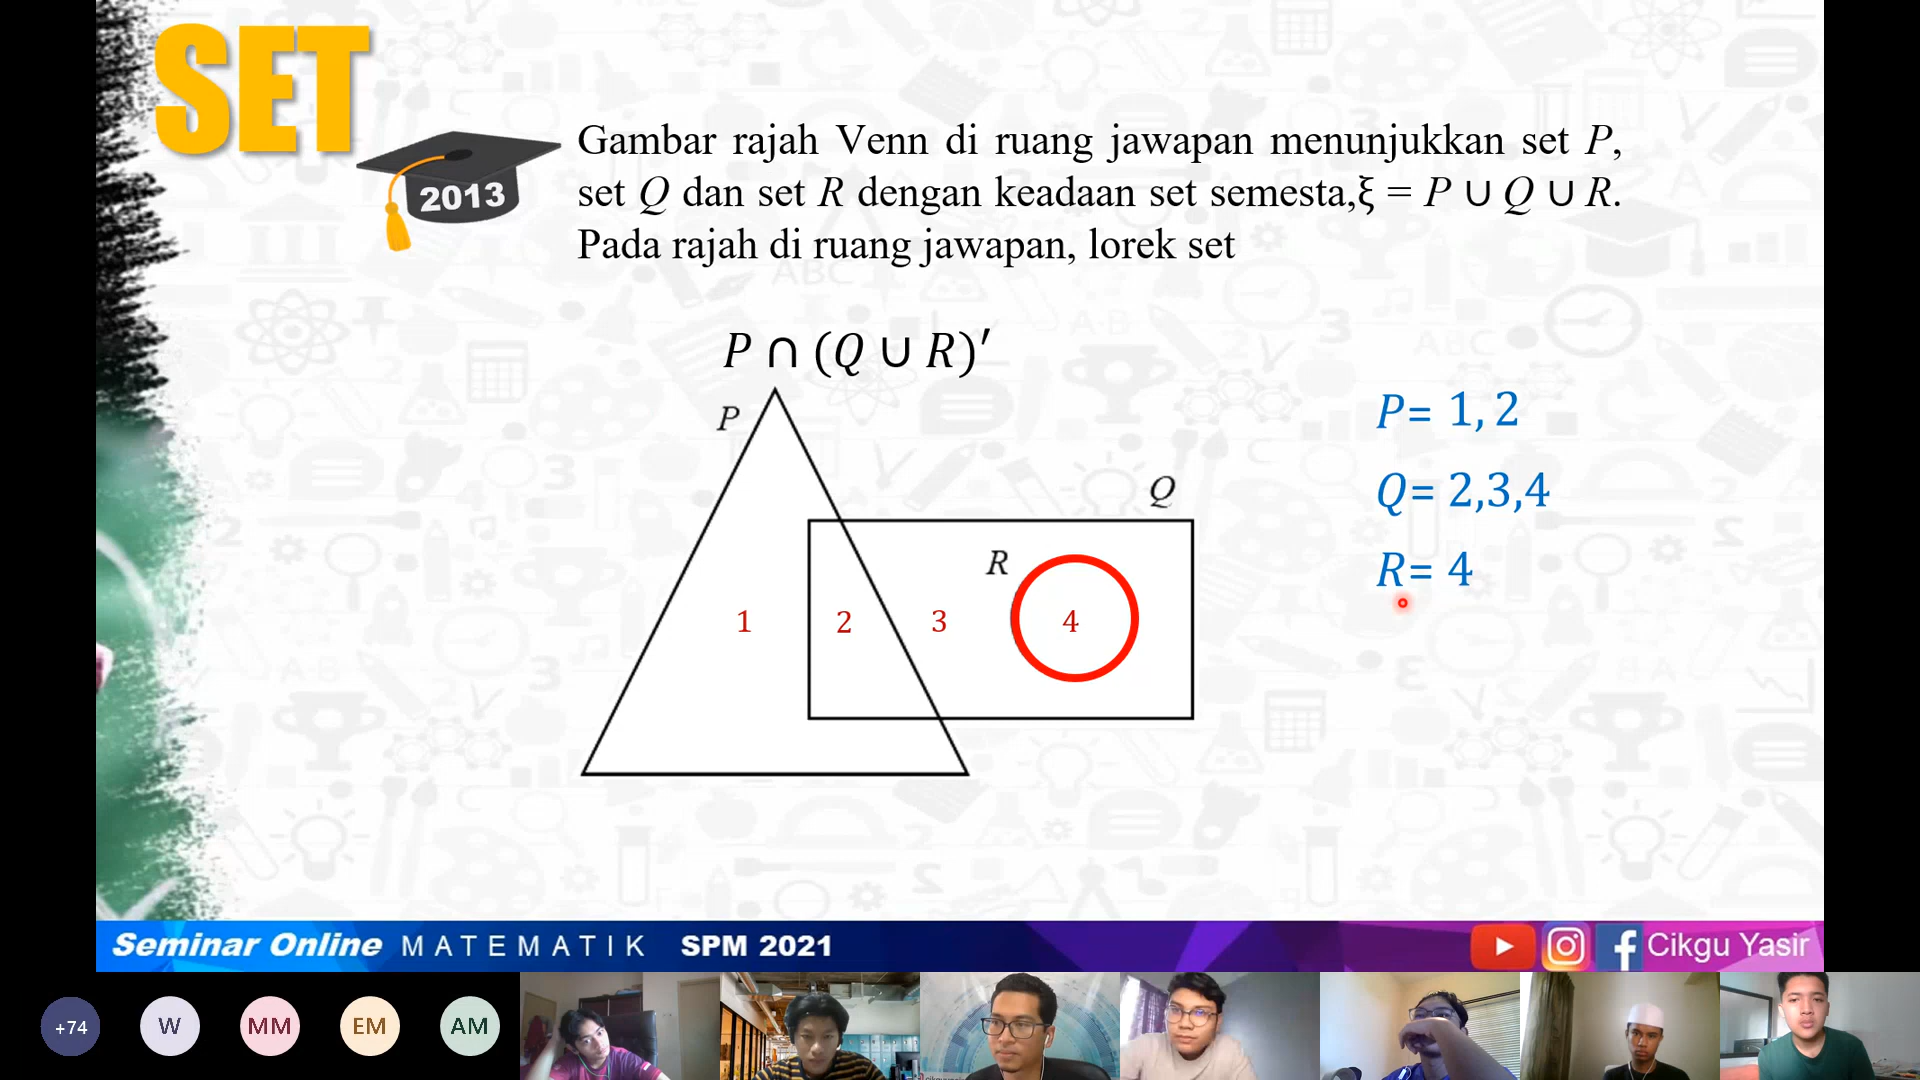 SET
2013
Gambar rajah Venn di ruang jawapan menunjukkan set P,
set Q dan set R dengan keadaan set semesta,ξ = P ∪ Q ∪ R.
Pada rajah di ruang jawapan, lorek set
P ∩ (Q ∪ R)′
P
Q
R
1
2
3
4
P= 1, 2
Q= 2,3,4
R= 4
Seminar Online MATEMATIK SPM 2021
Cikgu Yasir
+74
W
MM
EM
AM